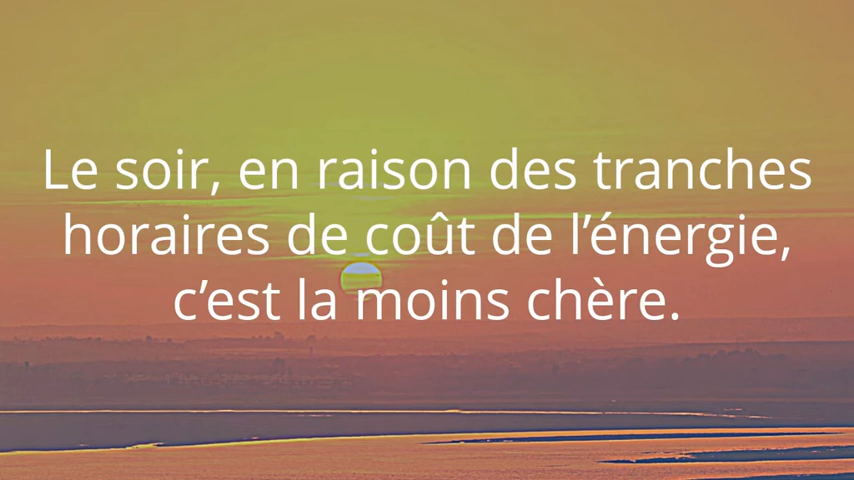 Le soir, en raison des tranches
horaires de coût de l’énergie,
c’est la moins chère.